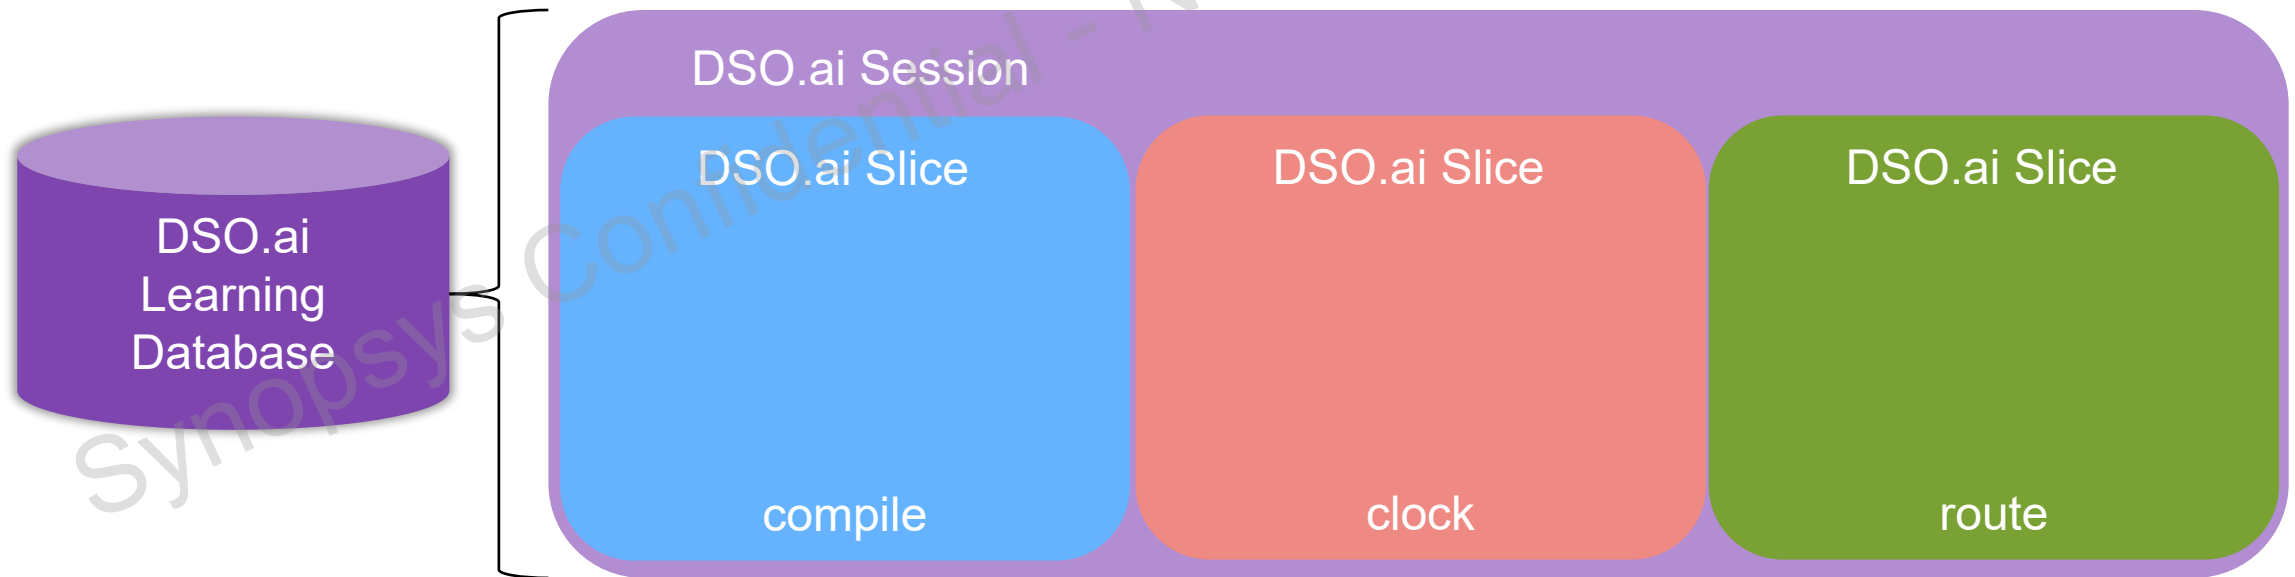 DSO.ai Session
DSO.ai Slice
DSO.ai Slice
DSO.ai Slice
DSO.ai
Learning
Database
compile
clock
route
Synopsys Confidential -